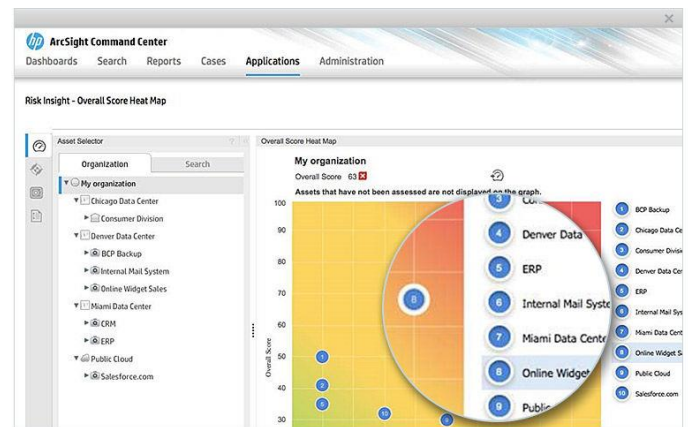 hp ArcSight Command Center
Dashboards Search Reports Cases Applications Administration
Risk Insight - Overall Score Heat Map
Asset Selector ?
Organization Search
My organization
Chicago Data Center
Consumer Division
Denver Data Center
BCP Backup
Internal Mail System
Online Widget Sales
Miami Data Center
CRM
ERP
Public Cloud
Salesforce.com
Overall Score Heat Map
My organization
Overall Score 63
Assets that have not been assessed are not displayed on the graph.
Overall Score
100
90
80
70
60
50
40
30
1
2
5
10
9
8
3
4 Denver Data
5 ERP
6 Internal Mail Syste
7 Miami Data Cente
8 Online Widget
9 Public
1 BCP Backup
2 Chicago Data Ce
3 Consumer Divisi
4 Denver Data Cen
5 ERP
6 Internal Mail Sys
7 Miami Data Cent
8 Online Widget Sa
9 Public Cloud
10 Salesforce.com